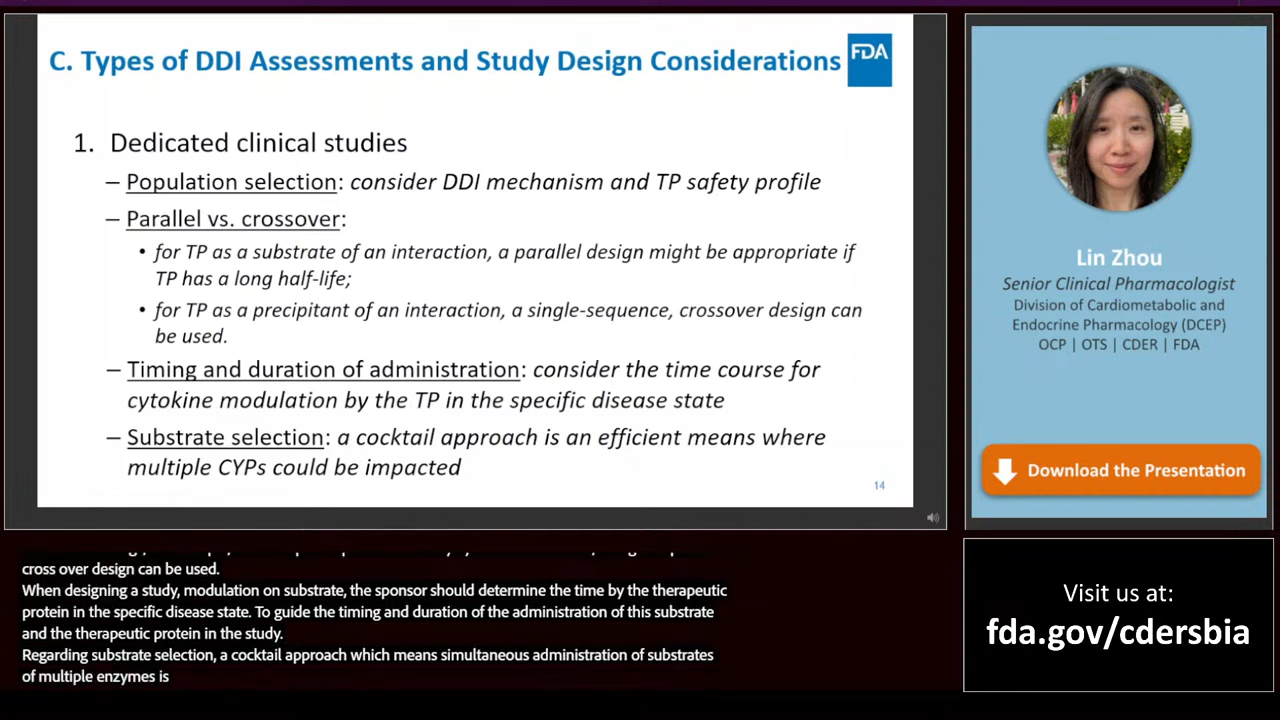 C. Types of DDI Assessments and Study Design Considerations
FDA
1. Dedicated clinical studies
– Population selection: consider DDI mechanism and TP safety profile
– Parallel vs. crossover:
• for TP as a substrate of an interaction, a parallel design might be appropriate if
TP has a long half-life;
• for TP as a precipitant of an interaction, a single-sequence, crossover design can
be used.
– Timing and duration of administration: consider the time course for
cytokine modulation by the TP in the specific disease state
– Substrate selection: a cocktail approach is an efficient means where
multiple CYPs could be impacted
14
Lin Zhou
Senior Clinical Pharmacologist
Division of Cardiometabolic and
Endocrine Pharmacology (DCEP)
OCP | OTS | CDER | FDA
Download the Presentation
cross over design can be used.
When designing a study, modulation on substrate, the sponsor should determine the time by the therapeutic
protein in the specific disease state. To guide the timing and duration of the administration of this substrate
and the therapeutic protein in the study.
Regarding substrate selection, a cocktail approach which means simultaneous administration of substrates
of multiple enzymes is
Visit us at:
fda.gov/cdersbia